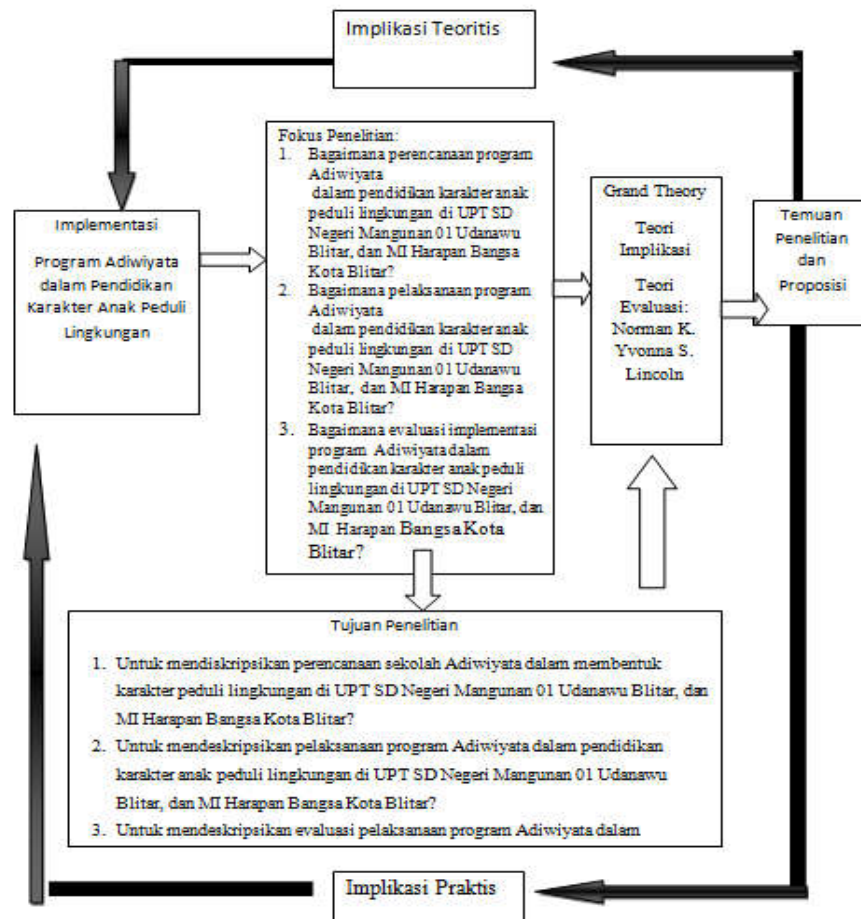 Implikasi Teoritis
Implementasi
Program Adiwiyata
dalam Pendidikan
Karakter Anak Peduli
Lingkungan
Fokus Penelitian:
1. Bagaimana perencanaan program
Adiwiyata
dalam pendidikan karakter anak
peduli lingkungan di UPT SD
Negeri Mangunan 01 Udanawu
Blitar, dan MI Harapan Bangsa
Kota Blitar?
2. Bagaimana pelaksanaan program
Adiwiyata
dalam pendidikan karakter anak
peduli lingkungan di UPT SD
Negeri Mangunan 01 Udanawu
Blitar, dan MI Harapan Bangsa
Kota Blitar?
3. Bagaimana evaluasi implementasi
program Adiwiyata dalam
pendidikan karakter anak peduli
lingkungan di UPT SD Negeri
Mangunan 01 Udanawu Blitar, dan
MI Harapan Bangsa Kota
Blitar?
Grand Theory
Teori
Implikasi
Teori
Evaluasi:
Norman K.
Yvonna S.
Lincoln
Temuan
Penelitian
dan
Proposisi
Tujuan Penelitian
1. Untuk mendiskripsikan perencanaan sekolah Adiwiyata dalam membentuk
karakter peduli lingkungan di UPT SD Negeri Mangunan 01 Udanawu Blitar, dan
MI Harapan Bangsa Kota Blitar?
2. Untuk mendeskripsikan pelaksanaan program Adiwiyata dalam pendidikan
karakter anak peduli lingkungan di UPT SD Negeri Mangunan 01 Udanawu
Blitar, dan MI Harapan Bangsa Kota Blitar?
3. Untuk mendeskripsikan evaluasi pelaksanaan program Adiwiyata dalam
Implikasi Praktis